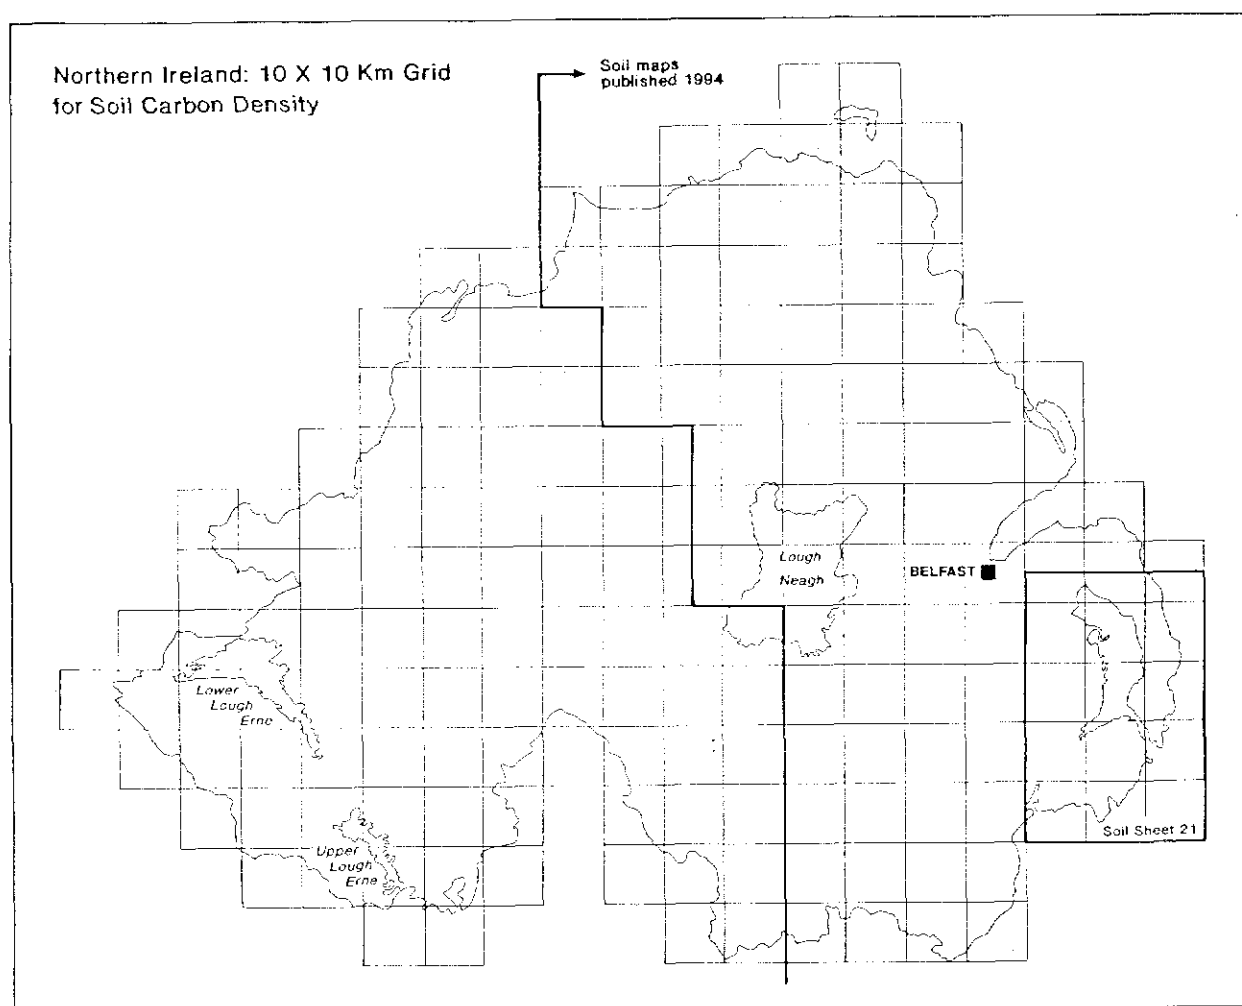 Northern Ireland: 10 X 10 Km Grid
for Soil Carbon Density
Soil maps
published 1994
Lough
Neagh
BELFAST
Lower
Lough
Erne
Upper
Lough
Erne
Soil Sheet 21